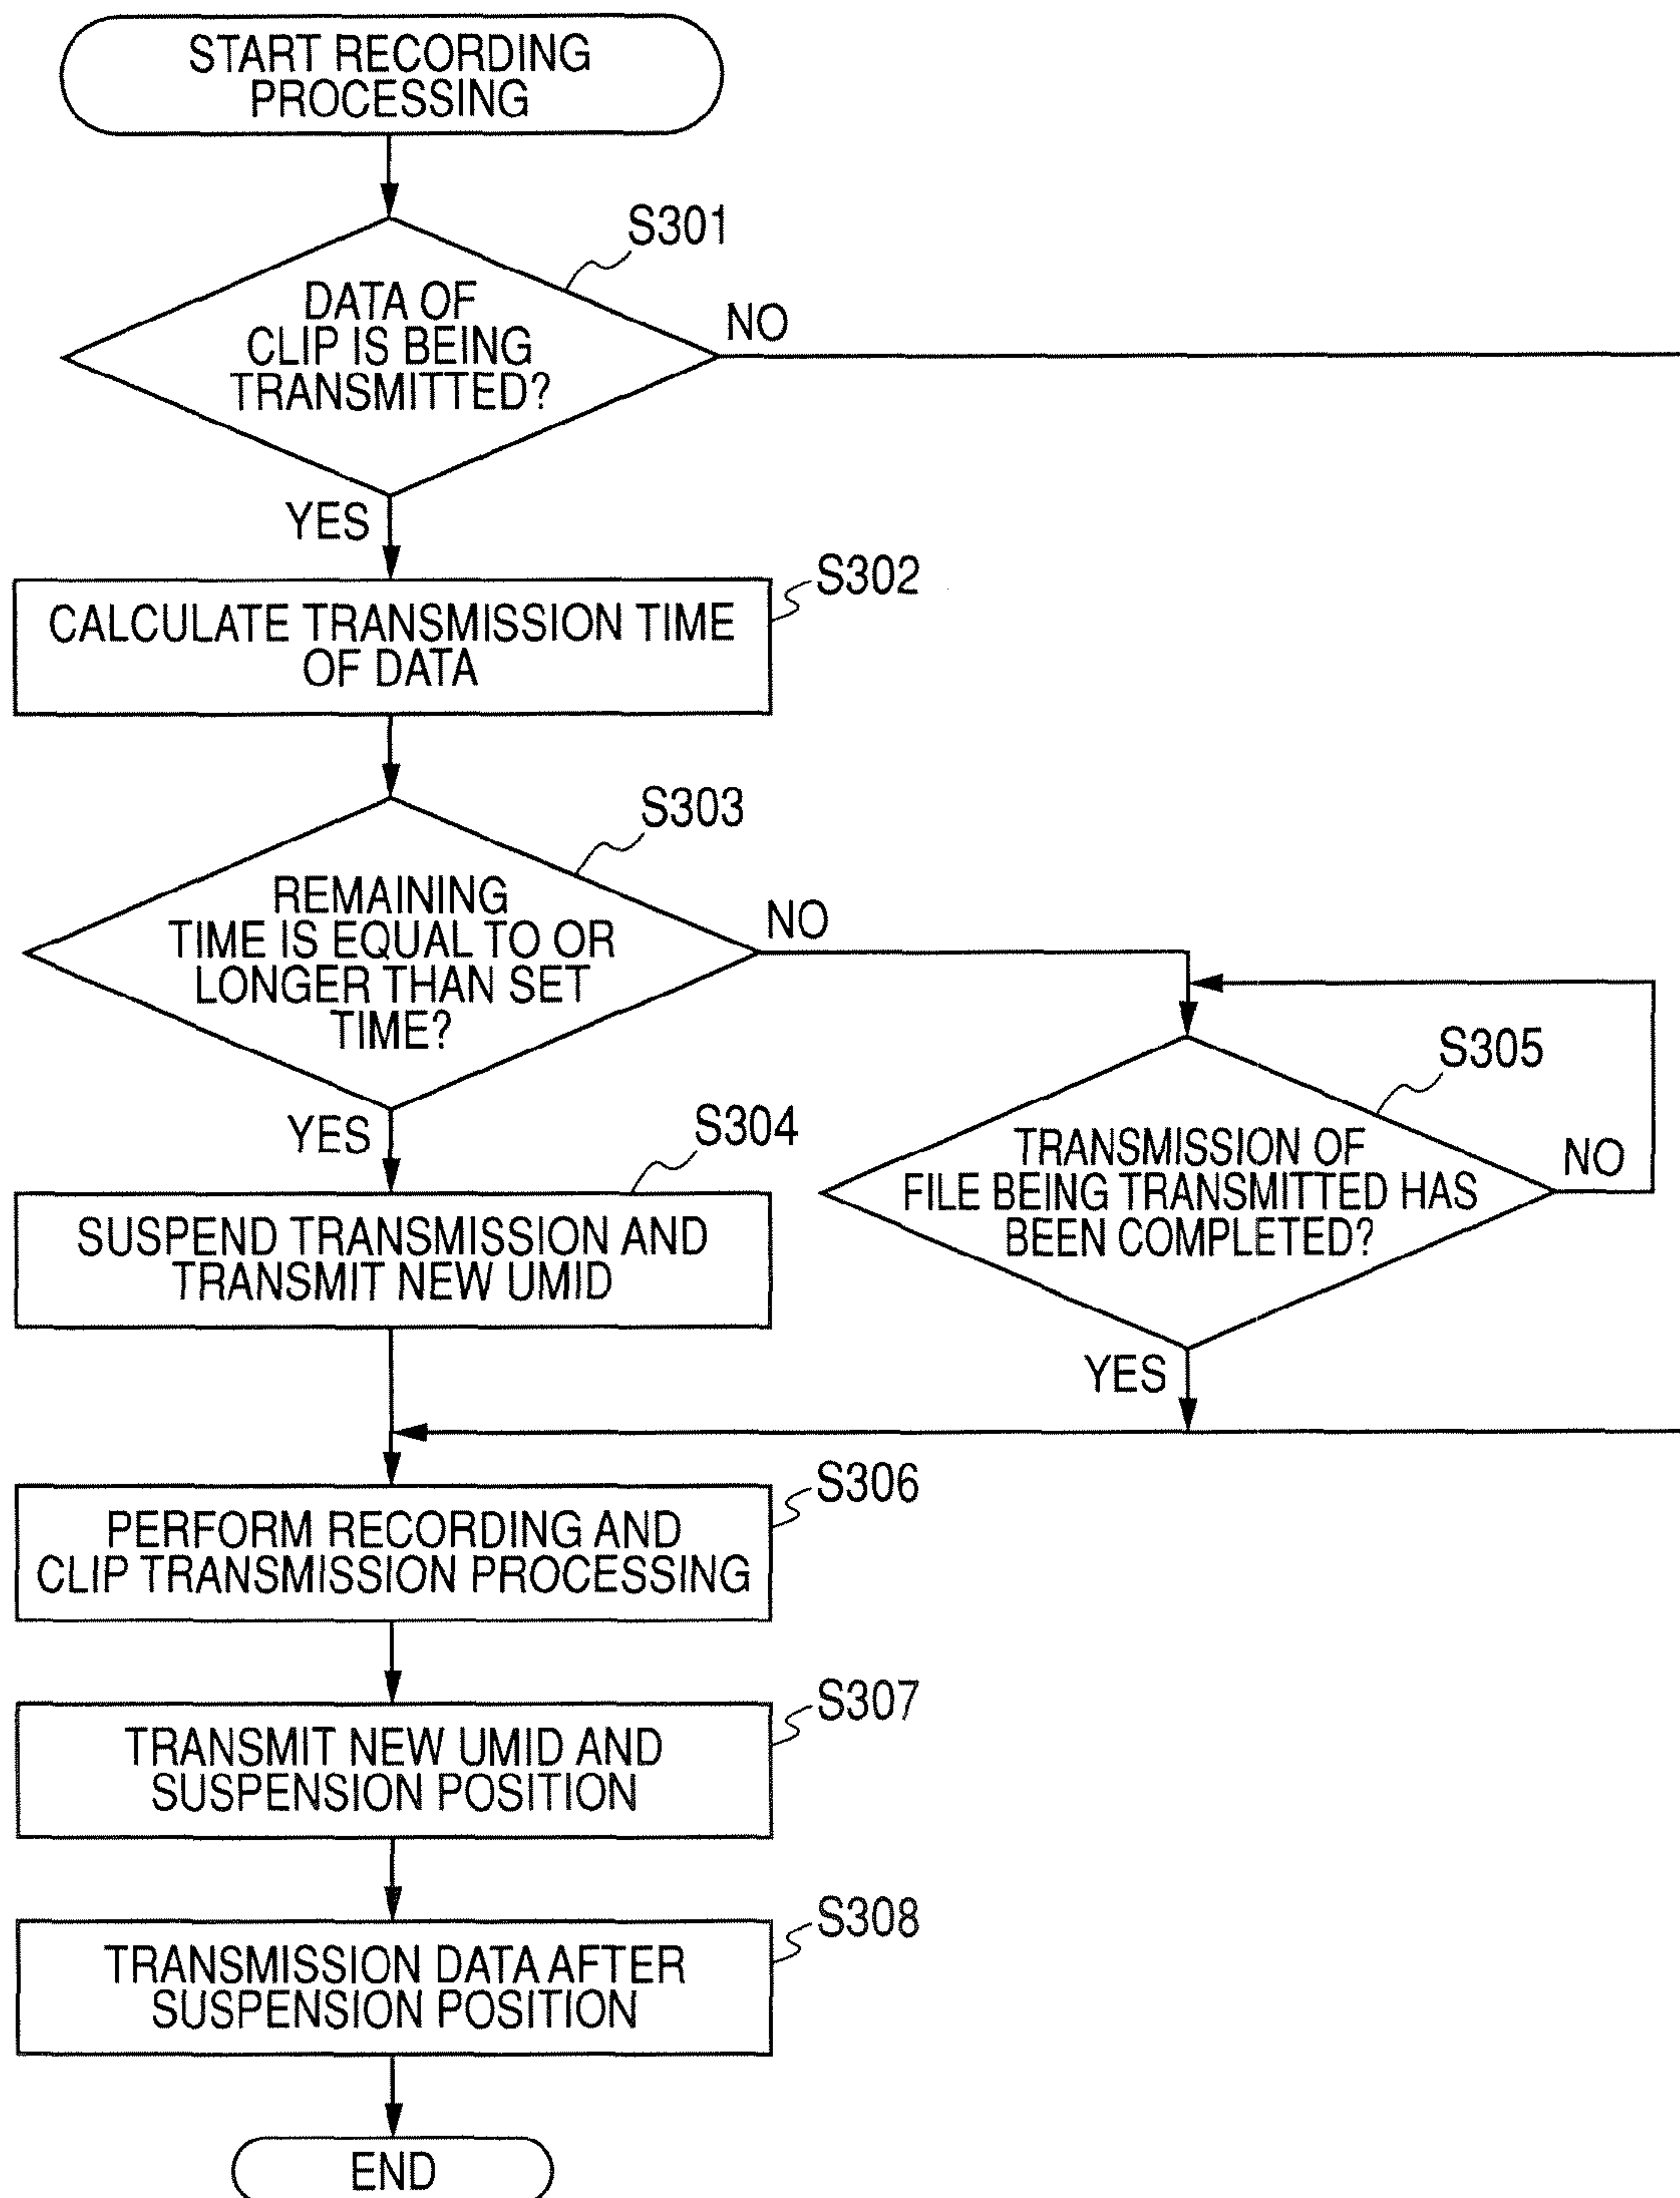 START RECORDING
PROCESSING
S301
DATA OF
CLIP IS BEING
TRANSMITTED?
NO
YES
S302
CALCULATE TRANSMISSION TIME
OF DATA
S303
REMAINING
TIME IS EQUAL TO OR
LONGER THAN SET
TIME?
NO
YES
S304
SUSPEND TRANSMISSION AND
TRANSMIT NEW UMID
S305
TRANSMISSION OF
FILE BEING TRANSMITTED HAS
BEEN COMPLETED?
NO
YES
S306
PERFORM RECORDING AND
CLIP TRANSMISSION PROCESSING
S307
TRANSMIT NEW UMID AND
SUSPENSION POSITION
S308
TRANSMISSION DATA AFTER
SUSPENSION POSITION
END